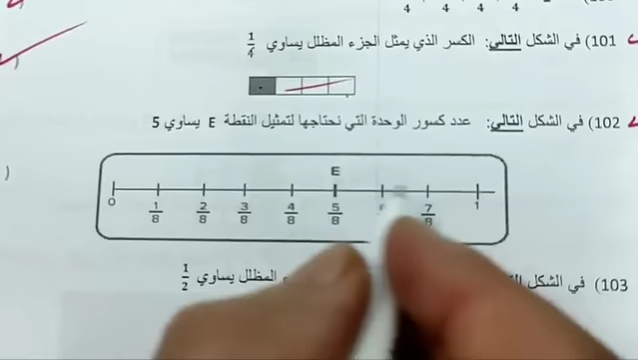 4 4 4 4
101) في الشكل التالي: الكسر الذي يمثل الجزء المظلل يساوي 1/4
102) في الشكل التالي: عدد كسور الوحدة التي نحتاجها لتمثيل النقطة E يساوي 5
E
0 1/8 2/8 3/8 4/8 5/8 7/8 1
103) في الشكل المظلل يساوي 1/2